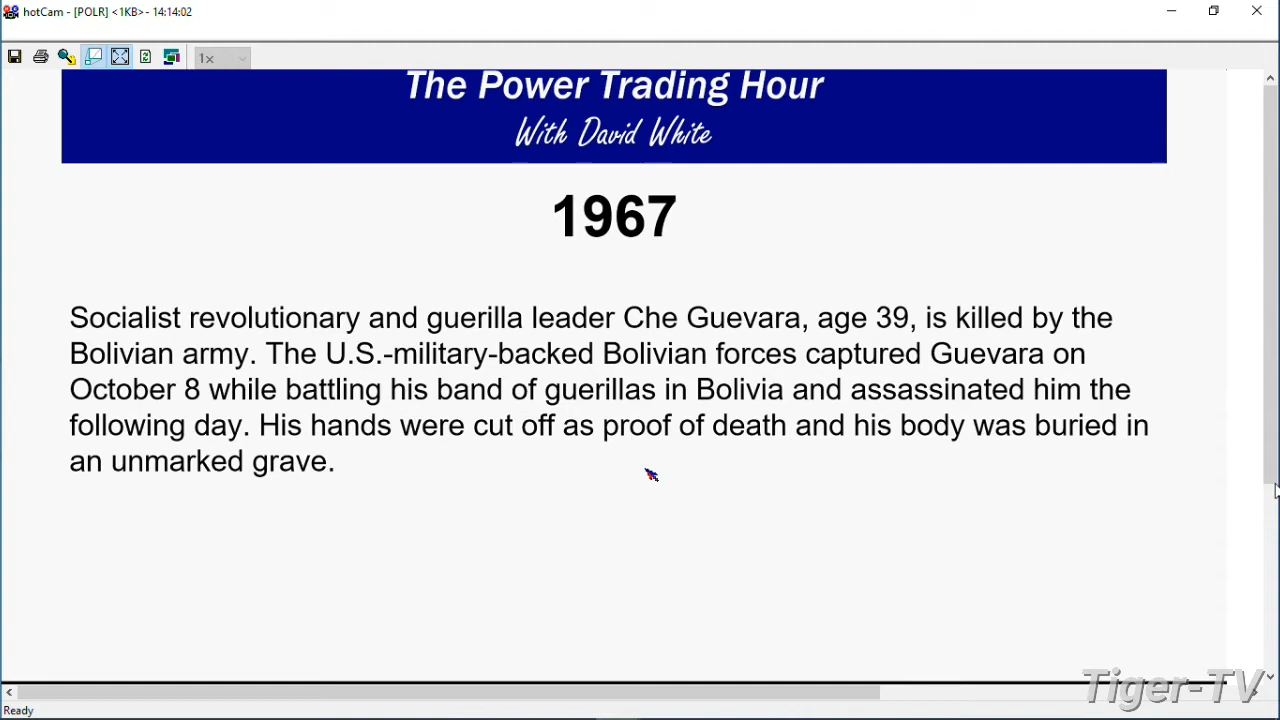 hotCam - [POLR] <1KB> - 14:14:02
1x
The Power Trading Hour
With David White
1967
Socialist revolutionary and guerilla leader Che Guevara, age 39, is killed by the
Bolivian army. The U.S.-military-backed Bolivian forces captured Guevara on
October 8 while battling his band of guerillas in Bolivia and assassinated him the
following day. His hands were cut off as proof of death and his body was buried in
an unmarked grave.
Tiger-TV
Ready